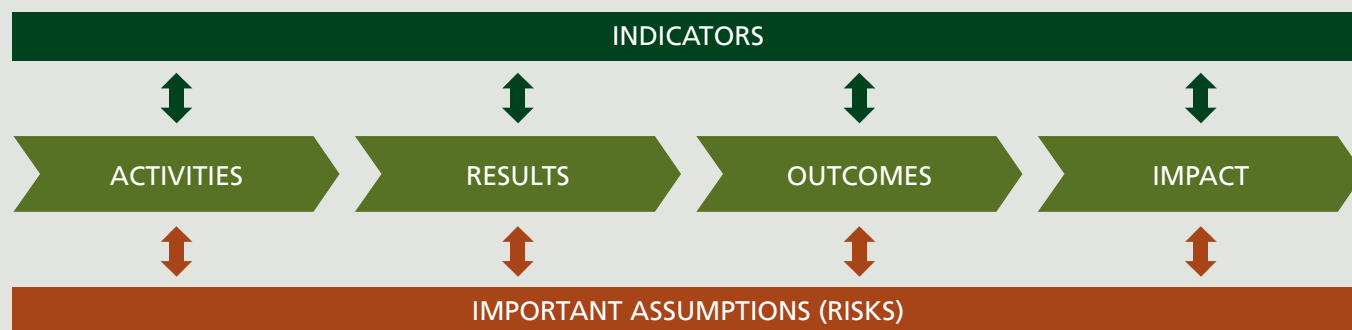 INDICATORS
ACTIVITIES
RESULTS
OUTCOMES
IMPACT
IMPORTANT ASSUMPTIONS (RISKS)